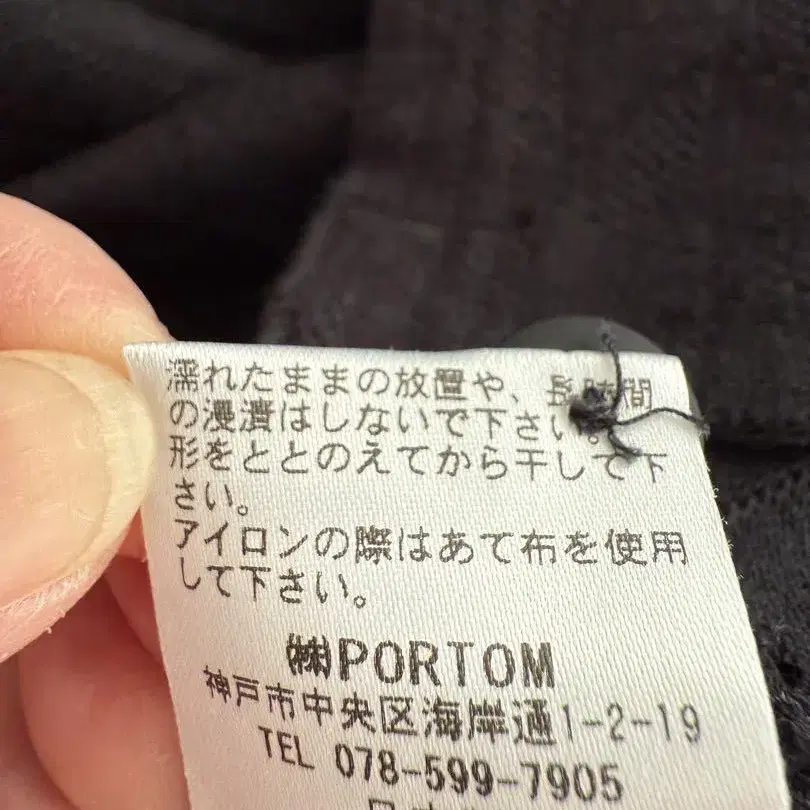 濡れたままの放置や、長時間
の浸漬はしないで下さい。
形をととのえてから干して下
さい。
アイロンの際はあて布を使用
して下さい。
㈱PORTOM
神戸市中央区海岸通1-2-19
TEL 078-599-7905